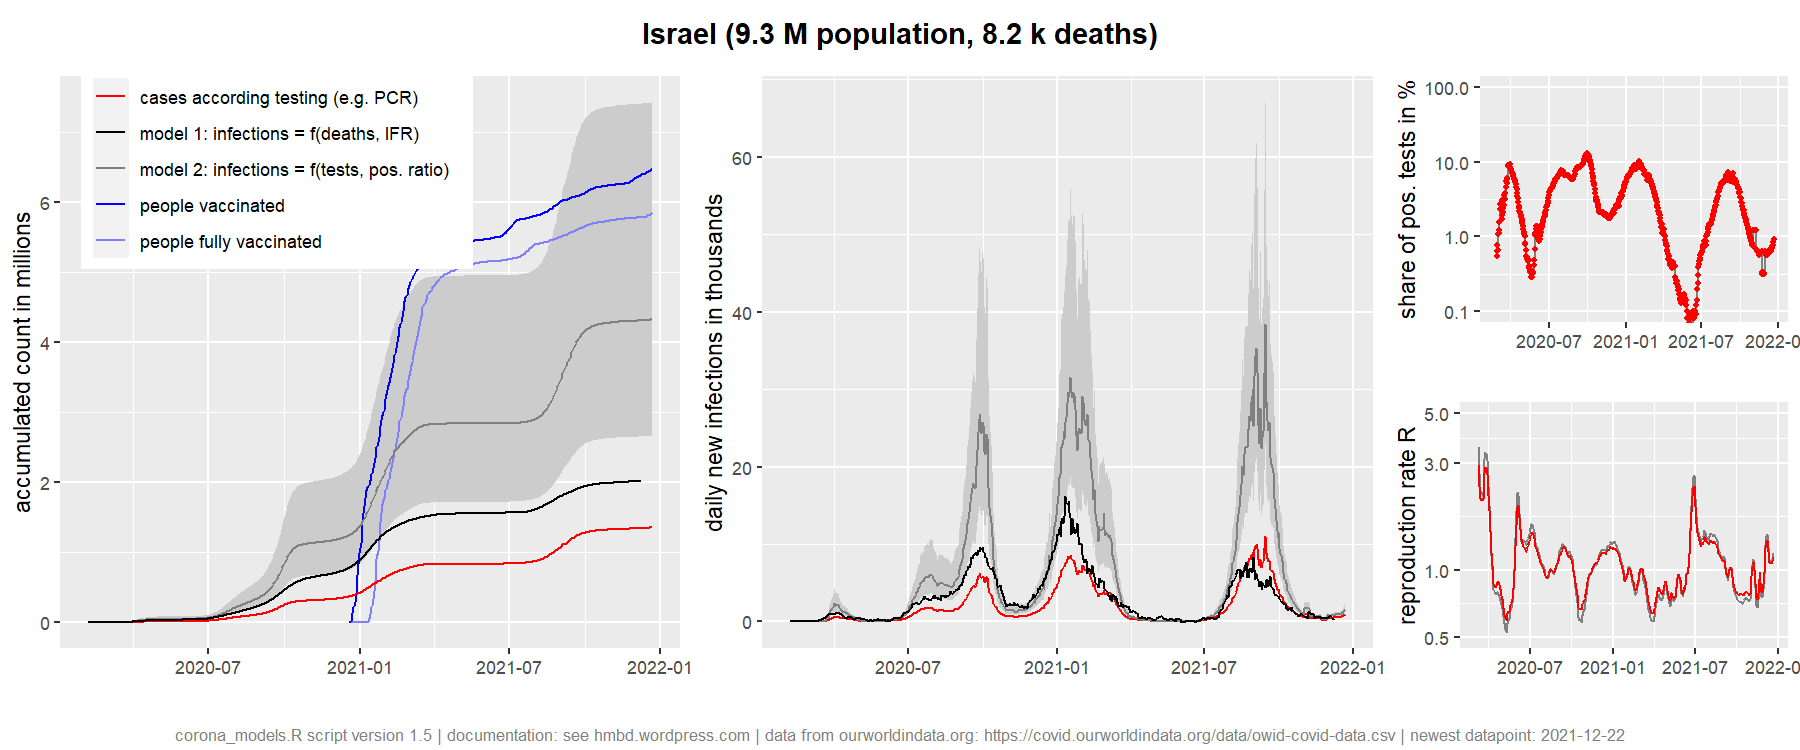 Israel (9.3 M population, 8.2 k deaths)
cases according testing (e.g. PCR)
model 1: infections = f(deaths, IFR)
model 2: infections = f(tests, pos. ratio)
people vaccinated
people fully vaccinated
accumulated count in millions
6
4
2
0
2020-07
2021-01
2021-07
2022-01
daily new infections in thousands
60
40
20
0
2020-07
2021-01
2021-07
2022-01
share of pos. tests in %
100.0
10.0
1.0
0.1
2020-07
2021-01
2021-07
2022-0
reproduction rate R
5.0
3.0
1.0
0.5
2020-07
2021-01
2021-07
2022-0
corona_models.R script version 1.5 | documentation: see hmbd.wordpress.com | data from ourworldindata.org: https://covid.ourworldindata.org/data/owid-covid-data.csv | newest datapoint: 2021-12-22